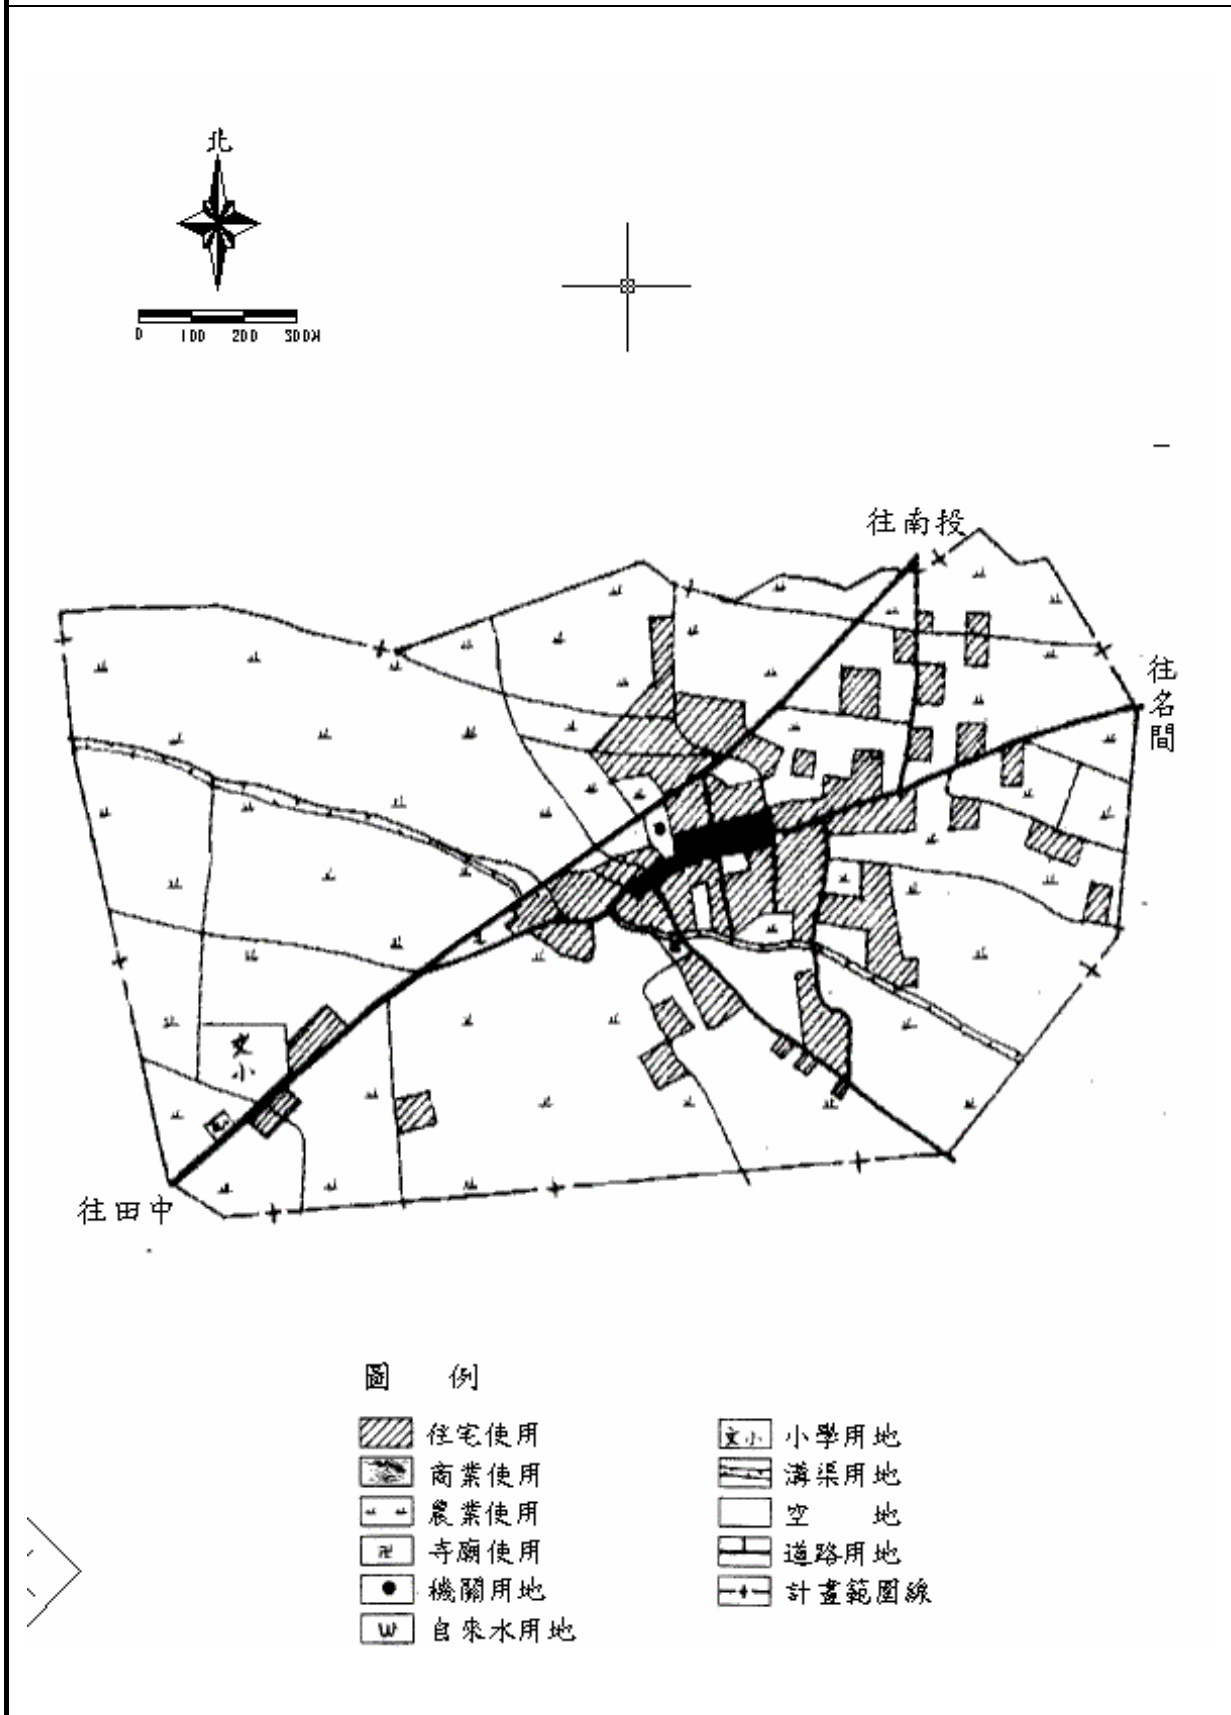 北
0 100 200 300M
往南投
往名間
文小
往田中
圖例
住宅使用
商業使用
農業使用
卍 寺廟使用
機關用地
W 自來水用地
文小 小學用地
溝渠用地
空地
道路用地
計畫範圍線